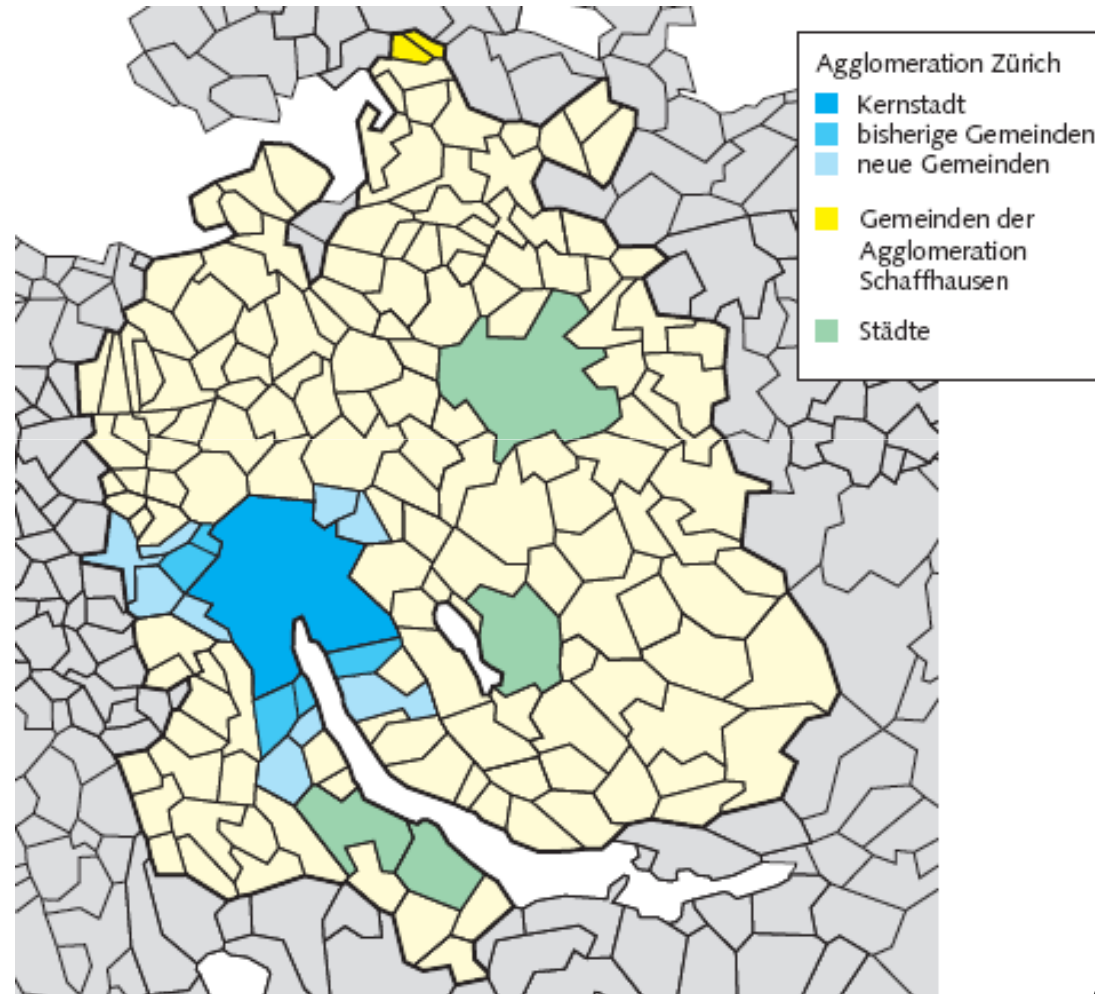 Agglomeration Zürich
Kernstadt
bisherige Gemeinden
neue Gemeinden
Gemeinden der
Agglomeration
Schaffhausen
Städte